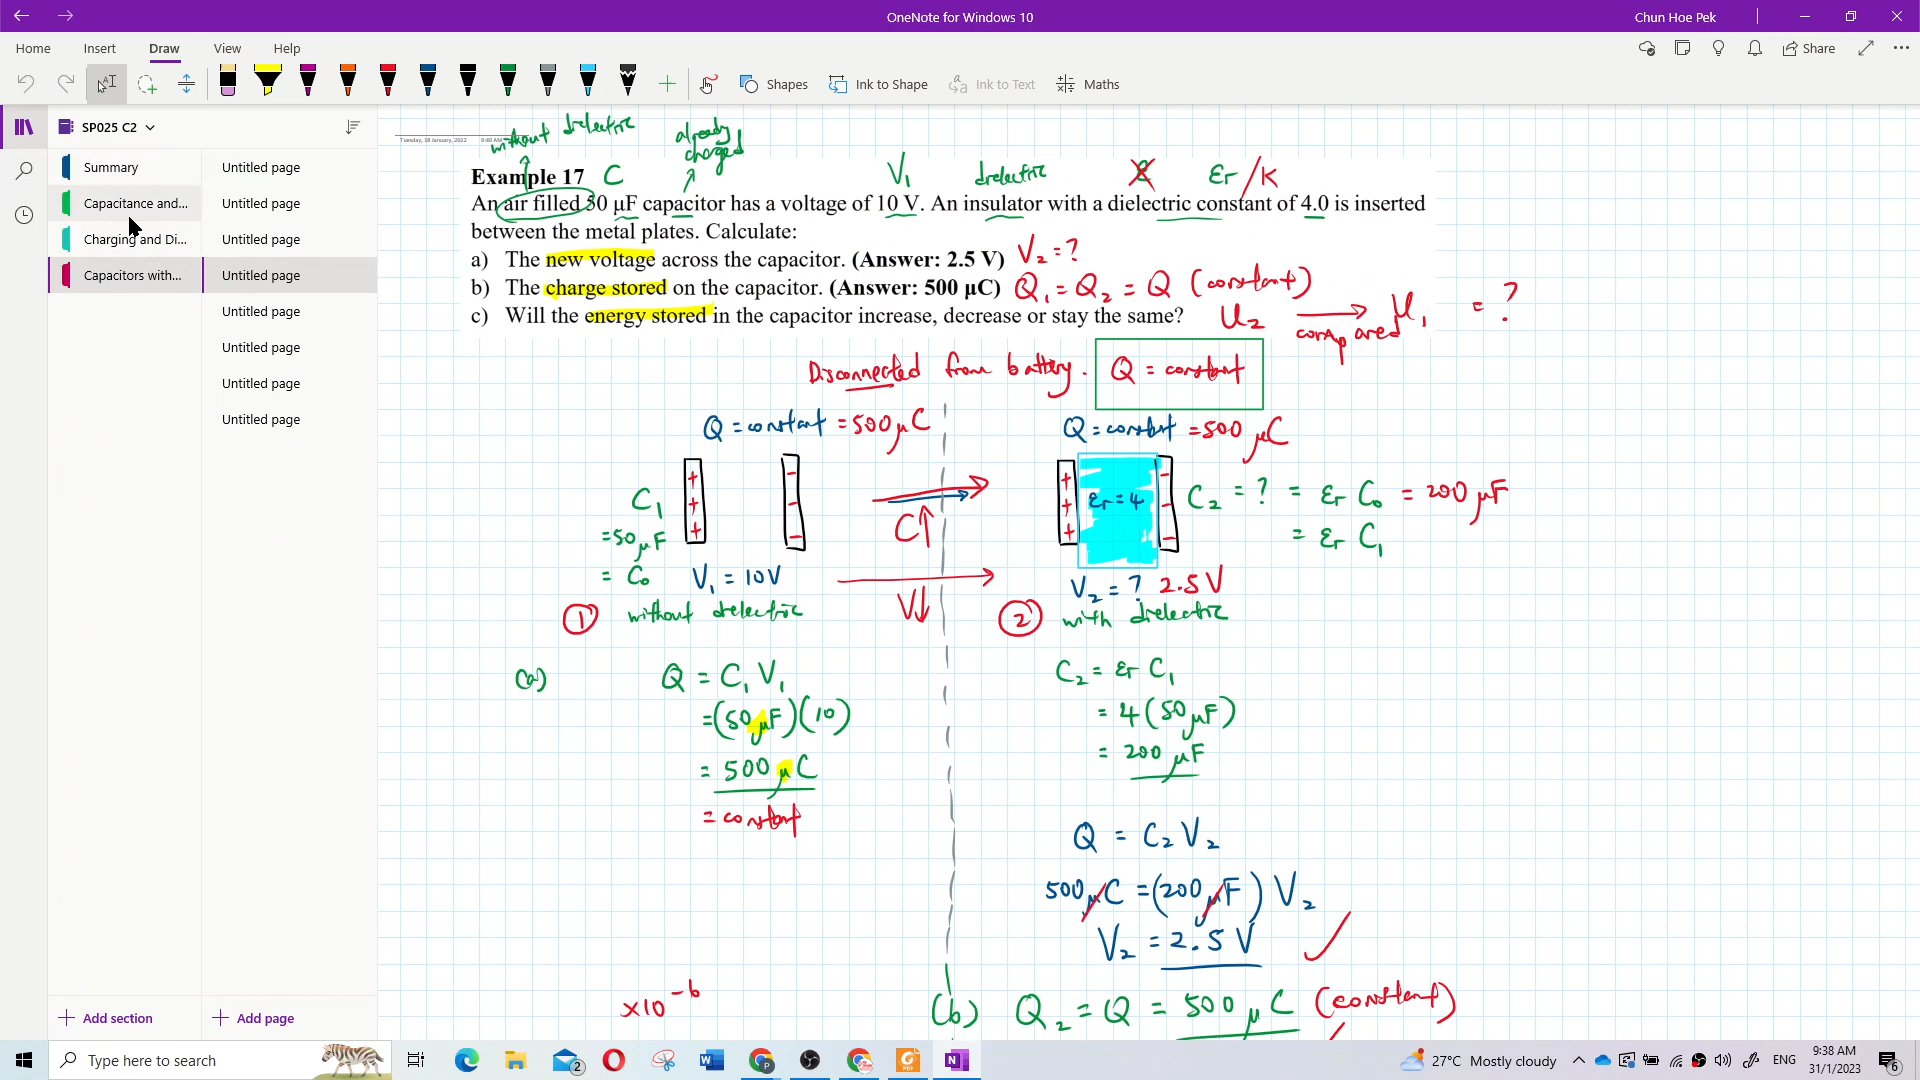 OneNote for Windows 10
Chun Hoe Pek
Home Insert Draw View Help
Share
Shapes Ink to Shape Ink to Text Maths
SP025 C2
Summary
Capacitance and...
Charging and Di...
Capacitors with...
Untitled page
Untitled page
Untitled page
Untitled page
Untitled page
Untitled page
Untitled page
Untitled page
Add section
Add page
Tuesday, 18 January, 2022 9:49 AM
without dielectric
already charged
Example 17 C V₁ dielectric ε εr/K
An air filled 50 μF capacitor has a voltage of 10 V. An insulator with a dielectric constant of 4.0 is inserted
between the metal plates. Calculate:
a) The new voltage across the capacitor. (Answer: 2.5 V) V₂ = ?
b) The charge stored on the capacitor. (Answer: 500 μC) Q₁ = Q₂ = Q (constant)
c) Will the energy stored in the capacitor increase, decrease or stay the same? U₂ → compared U₁ = ?
Disconnected from battery. Q = constant
Q = constant = 500 μC
Q = constant = 500 μC
C₁
= 50 μF
= C₀
+ + +
- - -
V₁ = 10V
without dielectric
①
C↑
V↓
+ + +
εr = 4
- - -
C₂ = ? = εr C₀ = 200 μF
= εr C₁
V₂ = ? 2.5 V
with dielectric
②
(a)
Q = C₁ V₁
= (50 μF)(10)
= 500 μC
= constant
C₂ = εr C₁
= 4 (50 μF)
= 200 μF
Q = C₂ V₂
500 μC = (200 μF) V₂
V₂ = 2.5 V
×10⁻⁶
(b) Q₂ = Q = 500 μC (constant)
Type here to search
2
27°C Mostly cloudy
ENG
9:38 AM
31/1/2023
6